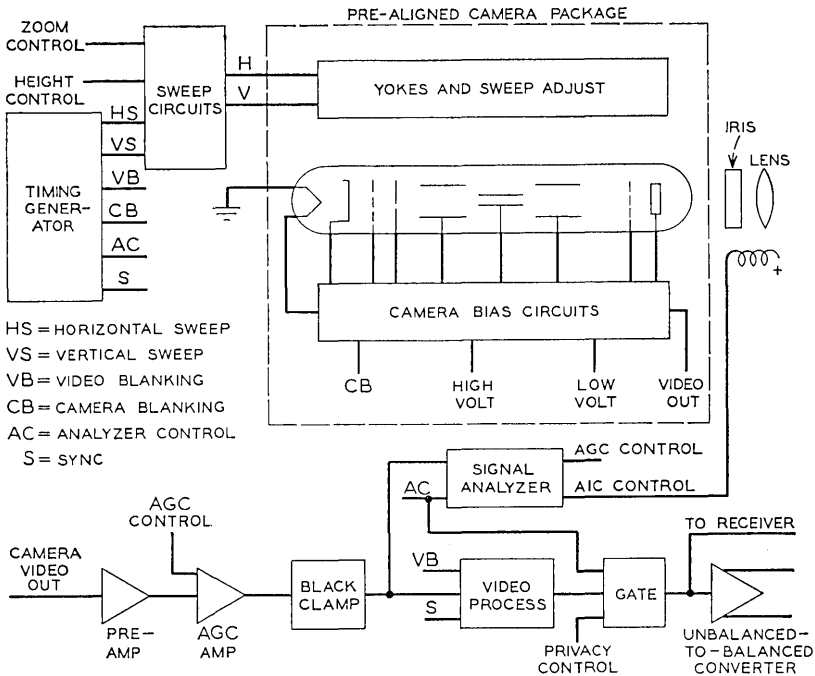 PRE-ALIGNED CAMERA PACKAGE
ZOOM
CONTROL
HEIGHT
CONTROL
SWEEP
CIRCUITS
H
V
YOKES AND SWEEP ADJUST
IRIS
LENS
TIMING
GENER-
ATOR
HS
VS
VB
CB
AC
S
+
CAMERA BIAS CIRCUITS
CB
HIGH
VOLT
LOW
VOLT
VIDEO
OUT
HS = HORIZONTAL SWEEP
VS = VERTICAL SWEEP
VB = VIDEO BLANKING
CB = CAMERA BLANKING
AC = ANALYZER CONTROL
S = SYNC
SIGNAL
ANALYZER
AGC CONTROL
AIC CONTROL
AC
AGC
CONTROL
CAMERA
VIDEO
OUT
PRE-
AMP
AGC
AMP
BLACK
CLAMP
VB
S
VIDEO
PROCESS
GATE
PRIVACY
CONTROL
TO RECEIVER
UNBALANCED-
TO-BALANCED
CONVERTER